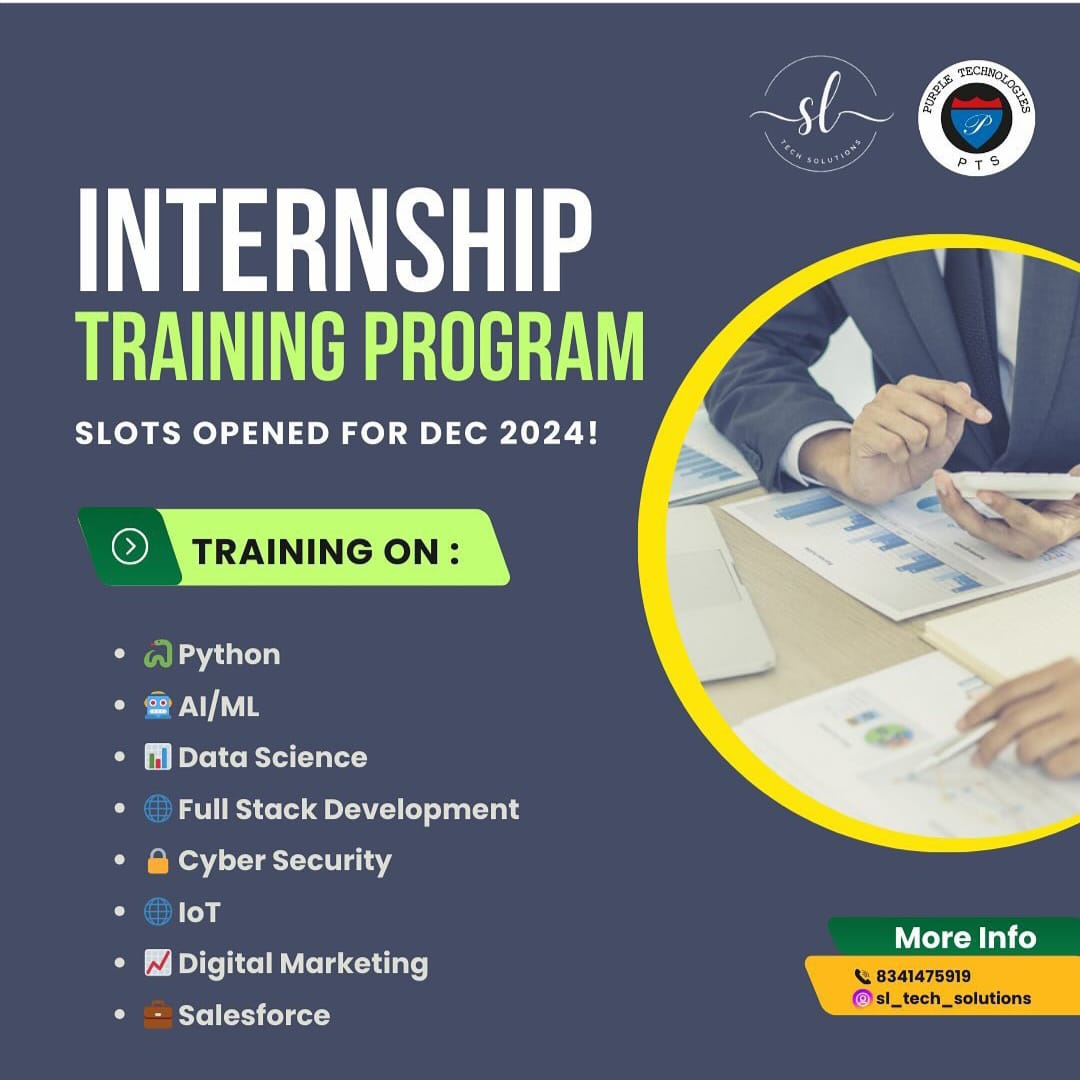 sl
TECH SOLUTIONS
PURPLE TECHNOLOGIES
P
PTS
INTERNSHIP
TRAINING PROGRAM
SLOTS OPENED FOR DEC 2024!
TRAINING ON :
Python
AI/ML
Data Science
Full Stack Development
Cyber Security
IoT
Digital Marketing
Salesforce
More Info
8341475919
sl_tech_solutions